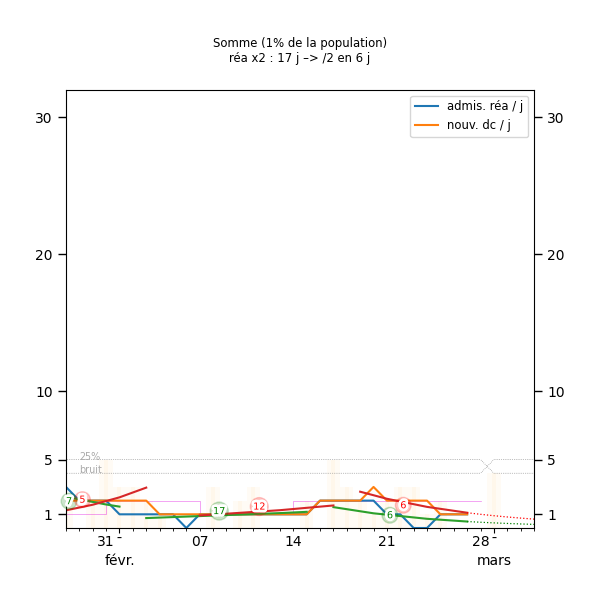 Somme (1% de la population)
réa x2 : 17 j –> /2 en 6 j
admis. réa / j
nouv. dc / j
30 30
20 20
10 10
5 5
25%
bruit
7 5 17 12 6 6
1 1
31 - 07 14 21 28 -
févr. mars